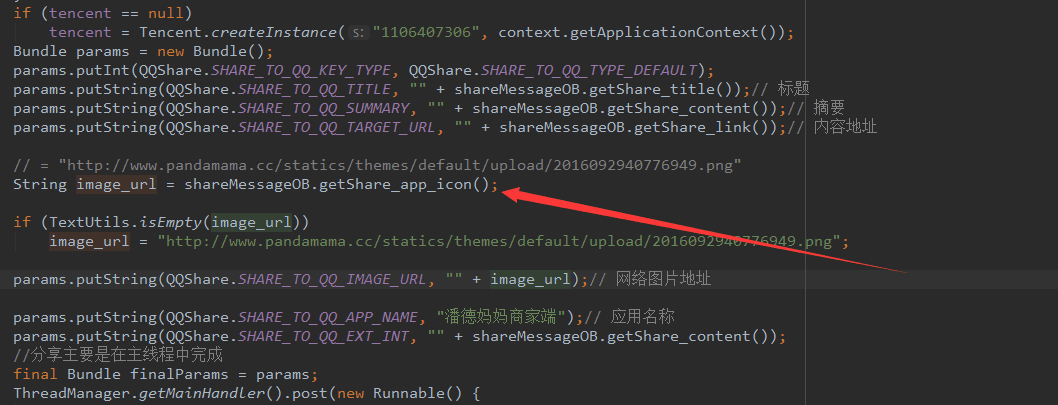 if (tencent == null)
tencent = Tencent.createInstance( s: "1106407306", context.getApplicationContext());
Bundle params = new Bundle();
params.putInt(QQShare.SHARE_TO_QQ_KEY_TYPE, QQShare.SHARE_TO_QQ_TYPE_DEFAULT);
params.putString(QQShare.SHARE_TO_QQ_TITLE, "" + shareMessageOB.getShare_title());// 标题
params.putString(QQShare.SHARE_TO_QQ_SUMMARY, "" + shareMessageOB.getShare_content());// 摘要
params.putString(QQShare.SHARE_TO_QQ_TARGET_URL, "" + shareMessageOB.getShare_link());// 内容地址
// = "http://www.pandamama.cc/statics/themes/default/upload/2016092940776949.png"
String image_url = shareMessageOB.getShare_app_icon();
if (TextUtils.isEmpty(image_url))
image_url = "http://www.pandamama.cc/statics/themes/default/upload/2016092940776949.png";
params.putString(QQShare.SHARE_TO_QQ_IMAGE_URL, "" + image_url);// 网络图片地址
params.putString(QQShare.SHARE_TO_QQ_APP_NAME, "潘德妈妈商家端");// 应用名称
params.putString(QQShare.SHARE_TO_QQ_EXT_INT, "" + shareMessageOB.getShare_content());
//分享主要是在主线程中完成
final Bundle finalParams = params;
ThreadManager.getMainHandler().post(new Runnable() {